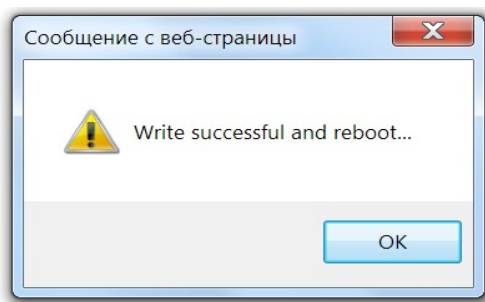 Сообщение с веб-страницы
Write successful and reboot...
OK